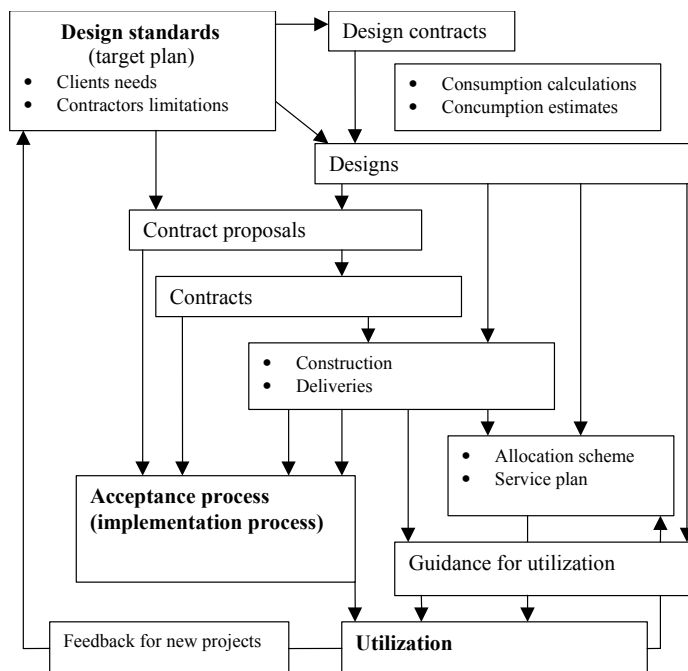 Design standards
(target plan)
• Clients needs
• Contractors limitations
Design contracts
• Consumption calculations
• Concumption estimates
Designs
Contract proposals
Contracts
• Construction
• Deliveries
• Allocation scheme
• Service plan
Acceptance process
(implementation process)
Guidance for utilization
Feedback for new projects
Utilization